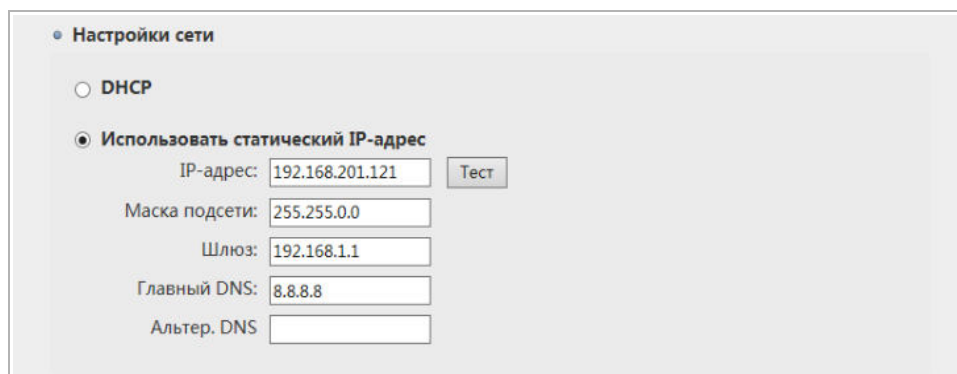 Настройки сети
DHCP
Использовать статический IP-адрес
IP-адрес: 192.168.201.121 Тест
Маска подсети: 255.255.0.0
Шлюз: 192.168.1.1
Главный DNS: 8.8.8.8
Альтер. DNS